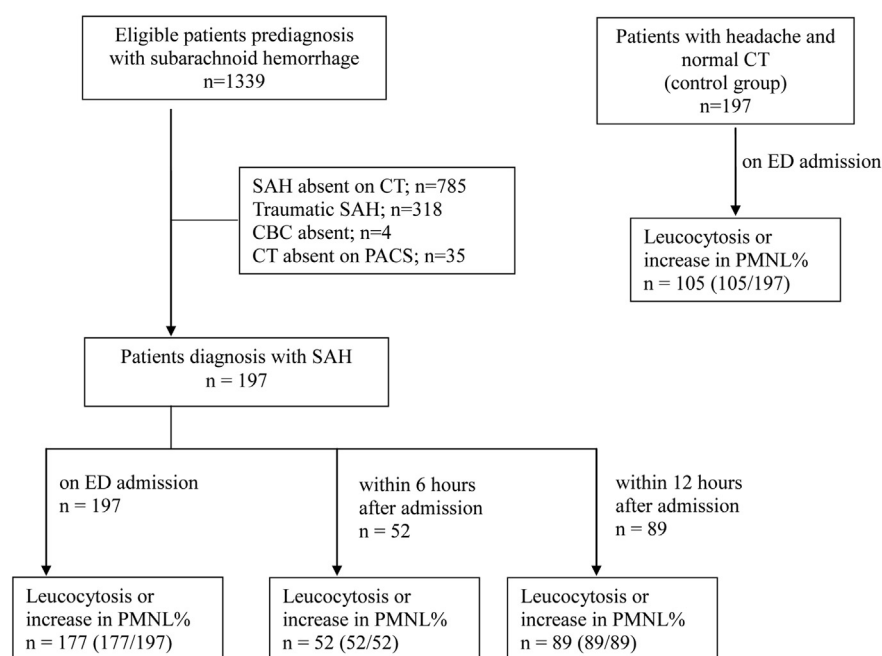 Eligible patients prediagnosis
with subarachnoid hemorrhage
n=1339
Patients with headache and
normal CT
(control group)
n=197
on ED admission
SAH absent on CT; n=785
Traumatic SAH; n=318
CBC absent; n=4
CT absent on PACS; n=35
Leucocytosis or
increase in PMNL%
n = 105 (105/197)
Patients diagnosis with SAH
n = 197
on ED admission
n = 197
within 6 hours
after admission
n = 52
within 12 hours
after admission
n = 89
Leucocytosis or
increase in PMNL%
n = 177 (177/197)
Leucocytosis or
increase in PMNL%
n = 52 (52/52)
Leucocytosis or
increase in PMNL%
n = 89 (89/89)